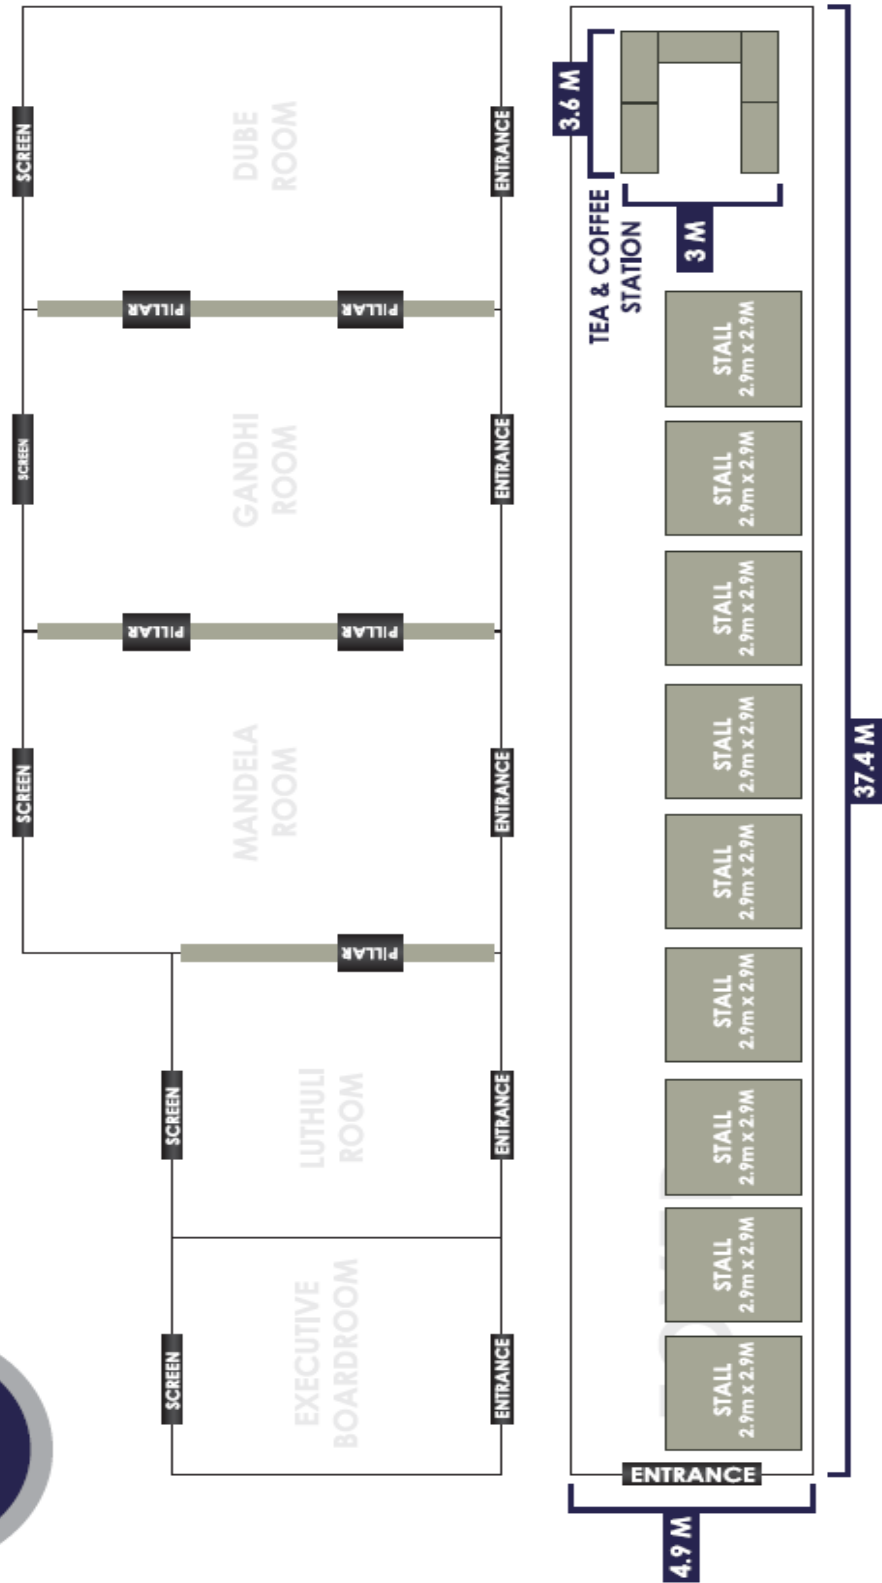 SCREEN
SCREEN
SCREEN
SCREEN
SCREEN
EXECUTIVE
BOARDROOM
LUTHULI
ROOM
MANDELA
ROOM
GANDHI
ROOM
DUBE
ROOM
PILLAR
PILLAR
PILLAR
PILLAR
PILLAR
ENTRANCE
ENTRANCE
ENTRANCE
ENTRANCE
ENTRANCE
3.6 M
TEA & COFFEE
STATION
3 M
4.9 M
ENTRANCE
STALL
2.9m x 2.9M
STALL
2.9m x 2.9M
STALL
2.9m x 2.9M
STALL
2.9m x 2.9M
STALL
2.9m x 2.9M
STALL
2.9m x 2.9M
STALL
2.9m x 2.9M
STALL
2.9m x 2.9M
STALL
2.9m x 2.9M
37.4 M